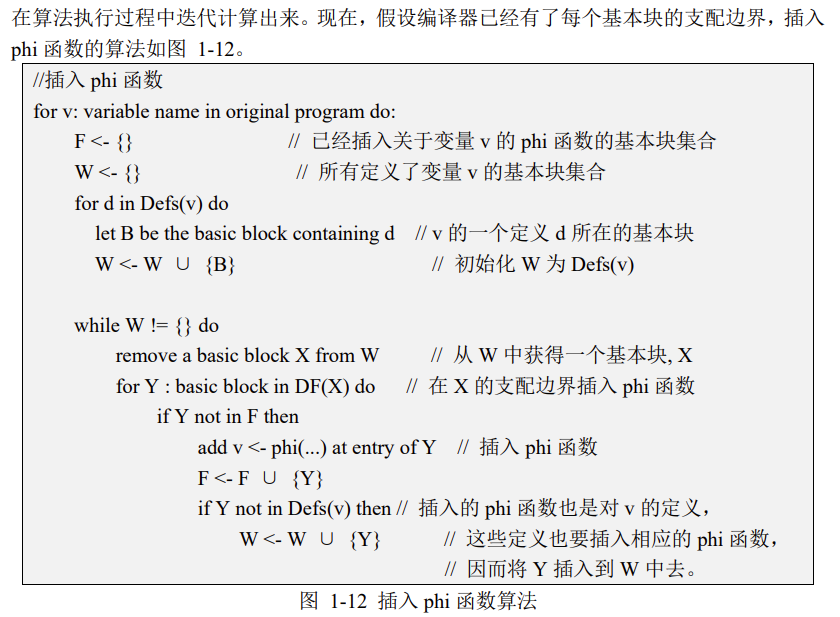 在算法执行过程中迭代计算出来。现在，假设编译器已经有了每个基本块的支配边界，插入
phi 函数的算法如图 1-12。
//插入 phi 函数
for v: variable name in original program do:
F <- {} // 已经插入关于变量 v 的 phi 函数的基本块集合
W <- {} // 所有定义了变量 v 的基本块集合
for d in Defs(v) do
let B be the basic block containing d // v 的一个定义 d 所在的基本块
W <- W ∪ {B} // 初始化 W 为 Defs(v)
while W != {} do
remove a basic block X from W // 从 W 中获得一个基本块, X
for Y : basic block in DF(X) do // 在 X 的支配边界插入 phi 函数
if Y not in F then
add v <- phi(...) at entry of Y // 插入 phi 函数
F <- F ∪ {Y}
if Y not in Defs(v) then // 插入的 phi 函数也是对 v 的定义，
W <- W ∪ {Y} // 这些定义也要插入相应的 phi 函数，
// 因而将 Y 插入到 W 中去。
图 1-12 插入 phi 函数算法